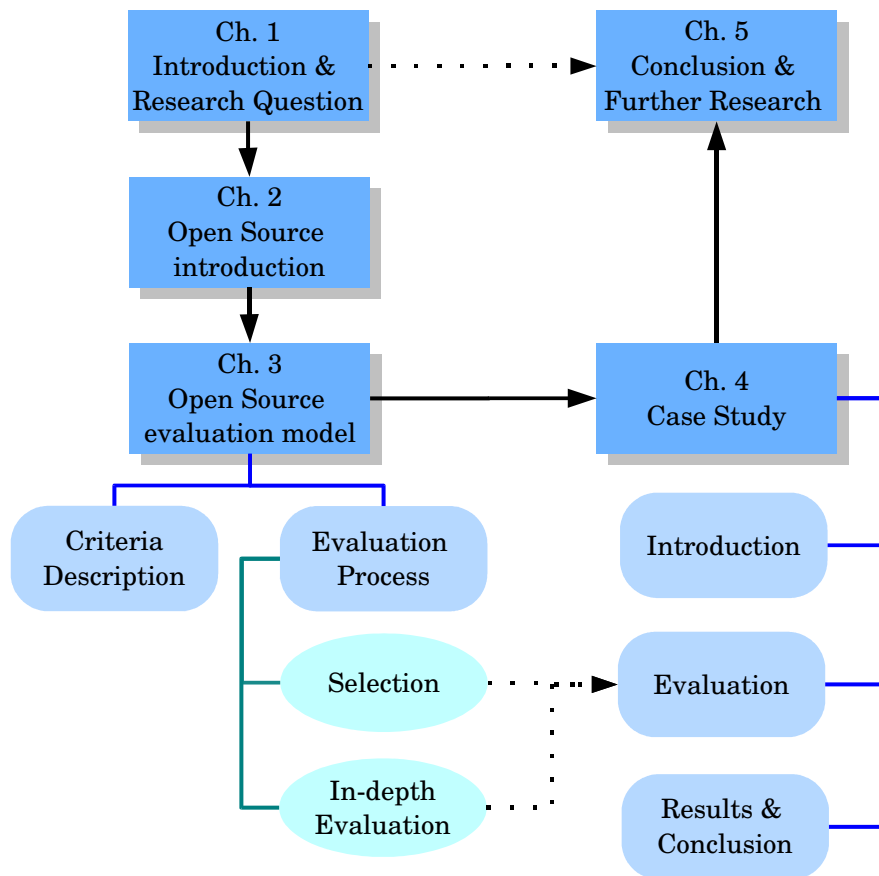 Ch. 1
Introduction &
Research Question
Ch. 5
Conclusion &
Further Research
Ch. 2
Open Source
introduction
Ch. 3
Open Source
evaluation model
Ch. 4
Case Study
Criteria
Description
Evaluation
Process
Introduction
Selection
Evaluation
In-depth
Evaluation
Results &
Conclusion